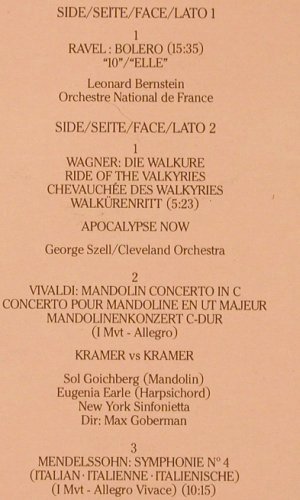 SIDE/SEITE/FACE/LATO 1
1
RAVEL: BOLERO (15:35)
“10”/“ELLE”
Leonard Bernstein
Orchestre National de France
SIDE/SEITE/FACE/LATO 2
1
WAGNER: DIE WALKURE
RIDE OF THE VALKYRIES
CHEVAUCHÉE DES WALKYRIES
WALKÜRENRITT (5:23)
APOCALYPSE NOW
George Szell/Cleveland Orchestra
2
VIVALDI: MANDOLIN CONCERTO IN C
CONCERTO POUR MANDOLINE EN UT MAJEUR
MANDOLINENKONZERT C-DUR
(I Mvt - Allegro)
KRAMER vs KRAMER
Sol Goichberg (Mandolin)
Eugenia Earle (Harpsichord)
New York Sinfonietta
Dir: Max Goberman
3
MENDELSSOHN: SYMPHONIE Nº 4
(ITALIAN · ITALIENNE · ITALIENISCHE)
(I Mvt - Allegro Vivace) (10:15)